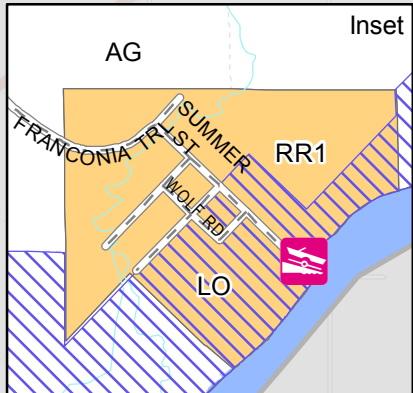 Inset
AG
FRANCONIA TRL
SUMMER
ST
RR1
WOLF RD
LO